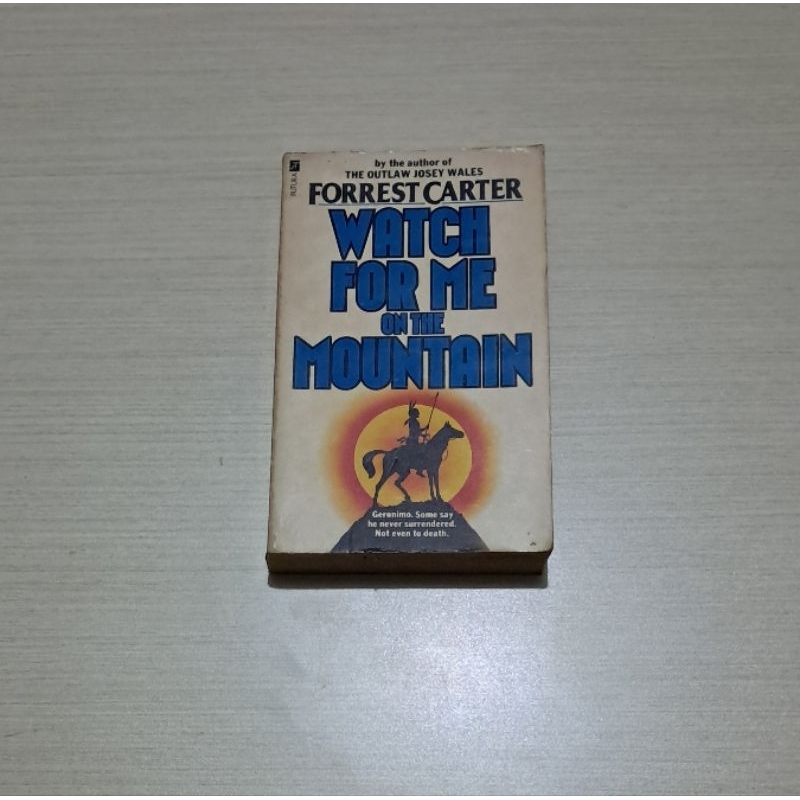 FUTURA
by the author of
THE OUTLAW JOSEY WALES
FORREST CARTER
WATCH
FOR ME
ON THE
MOUNTAIN
Geronimo. Some say
he never surrendered.
Not even to death.